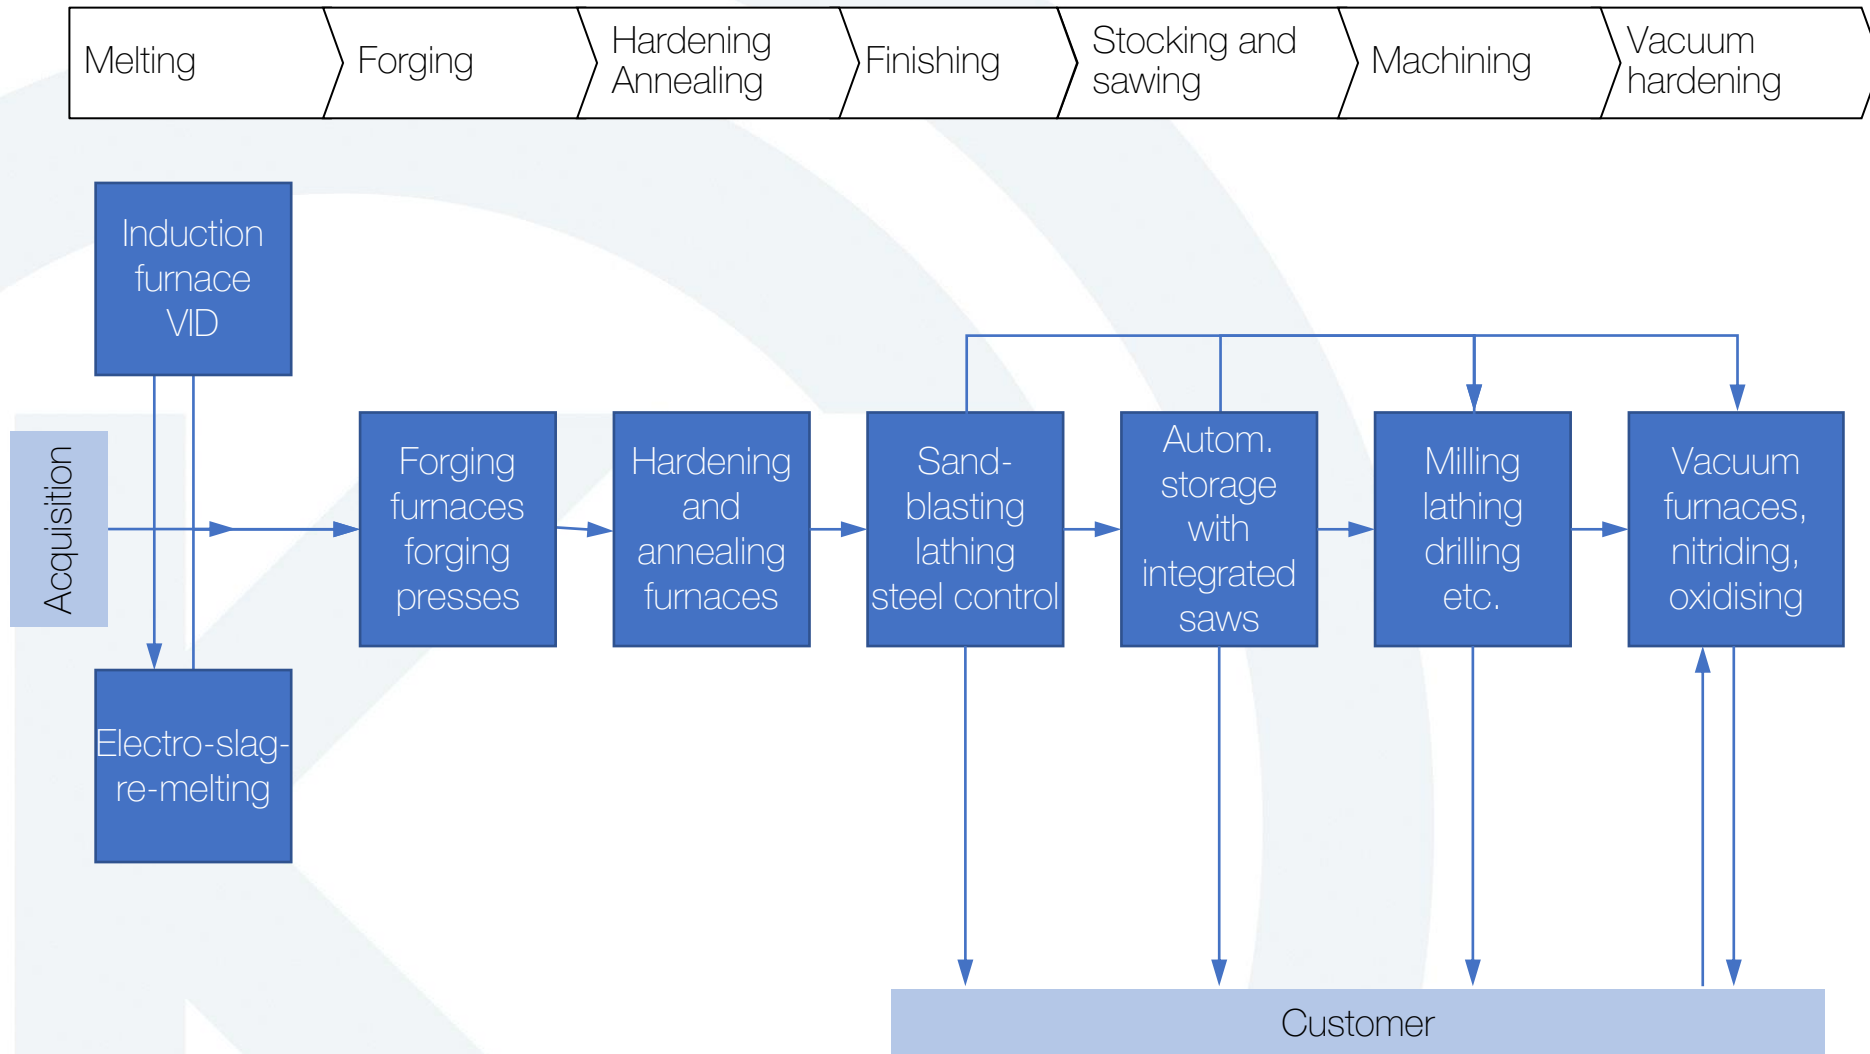 Melting
Forging
Hardening
Annealing
Finishing
Stocking and
sawing
Machining
Vacuum
hardening
Induction
furnace
VID
Acquisition
Electro-slag-
re-melting
Forging
furnaces
forging
presses
Hardening
and
annealing
furnaces
Sand-
blasting
lathing
steel control
Autom.
storage
with
integrated
saws
Milling
lathing
drilling
etc.
Vacuum
furnaces,
nitriding,
oxidising
Customer